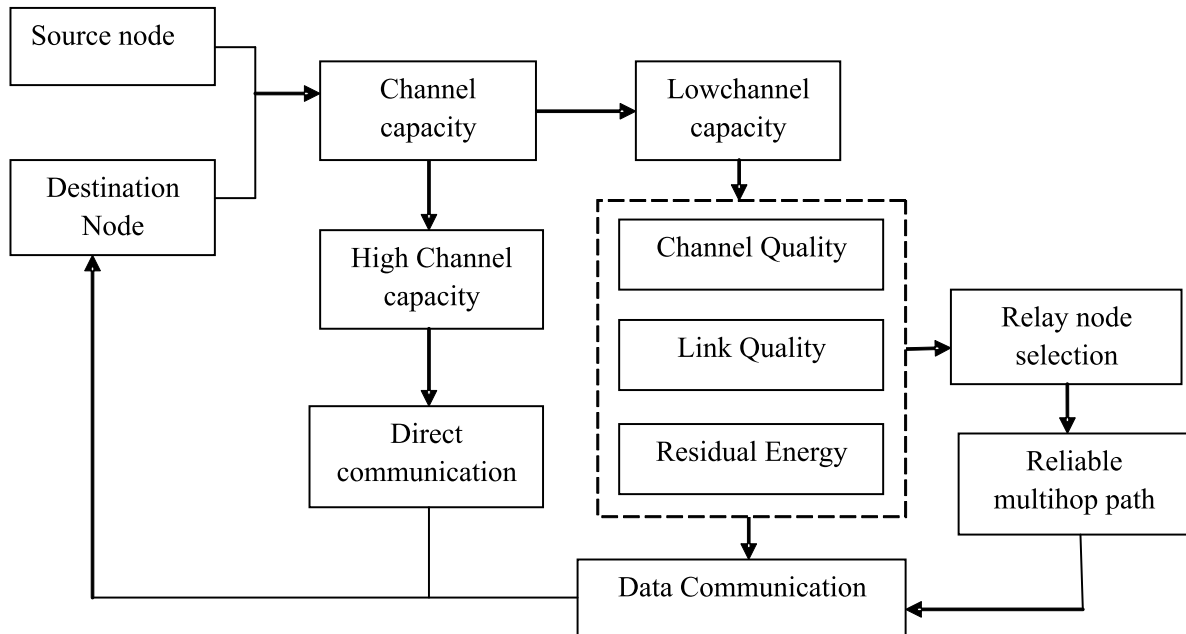 Source node
Destination
Node
Channel
capacity
Lowchannel
capacity
High Channel
capacity
Direct
communication
Channel Quality
Link Quality
Residual Energy
Relay node
selection
Reliable
multihop path
Data Communication